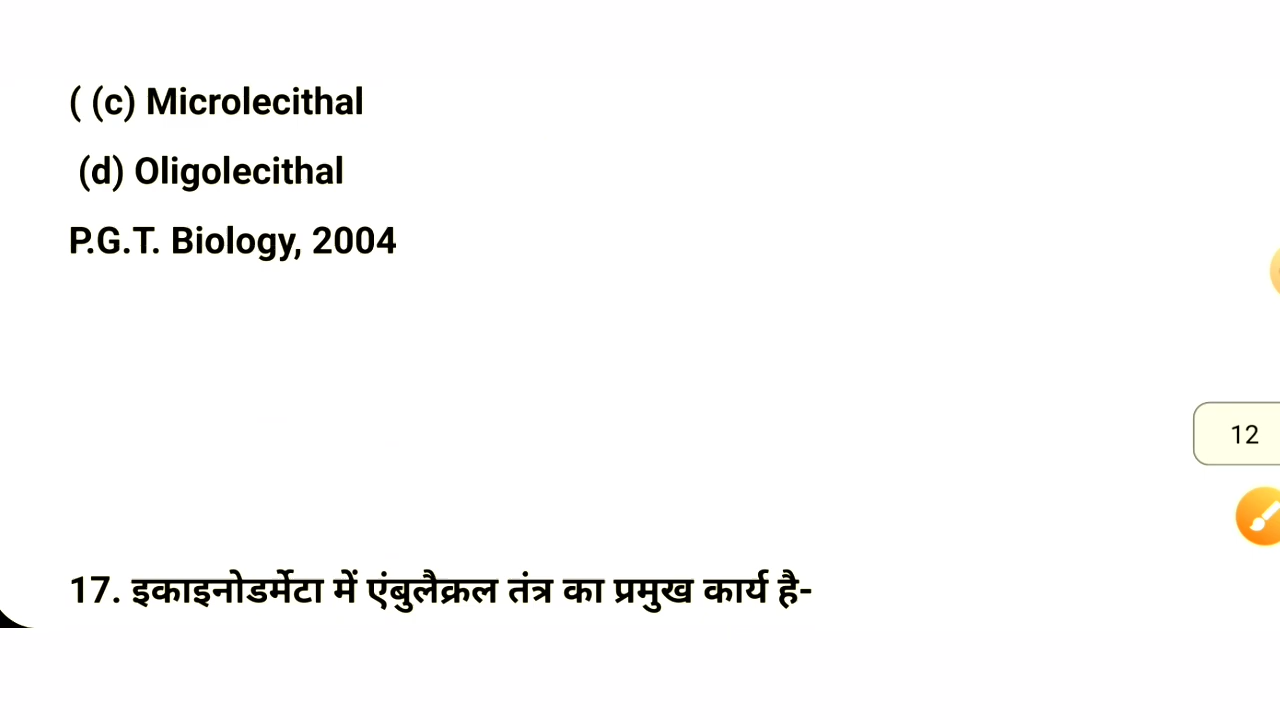 ( (c) Microlecithal
(d) Oligolecithal
P.G.T. Biology, 2004
12
17. इकाइनोडर्मेटा में एंबुलैक्रल तंत्र का प्रमुख कार्य है-